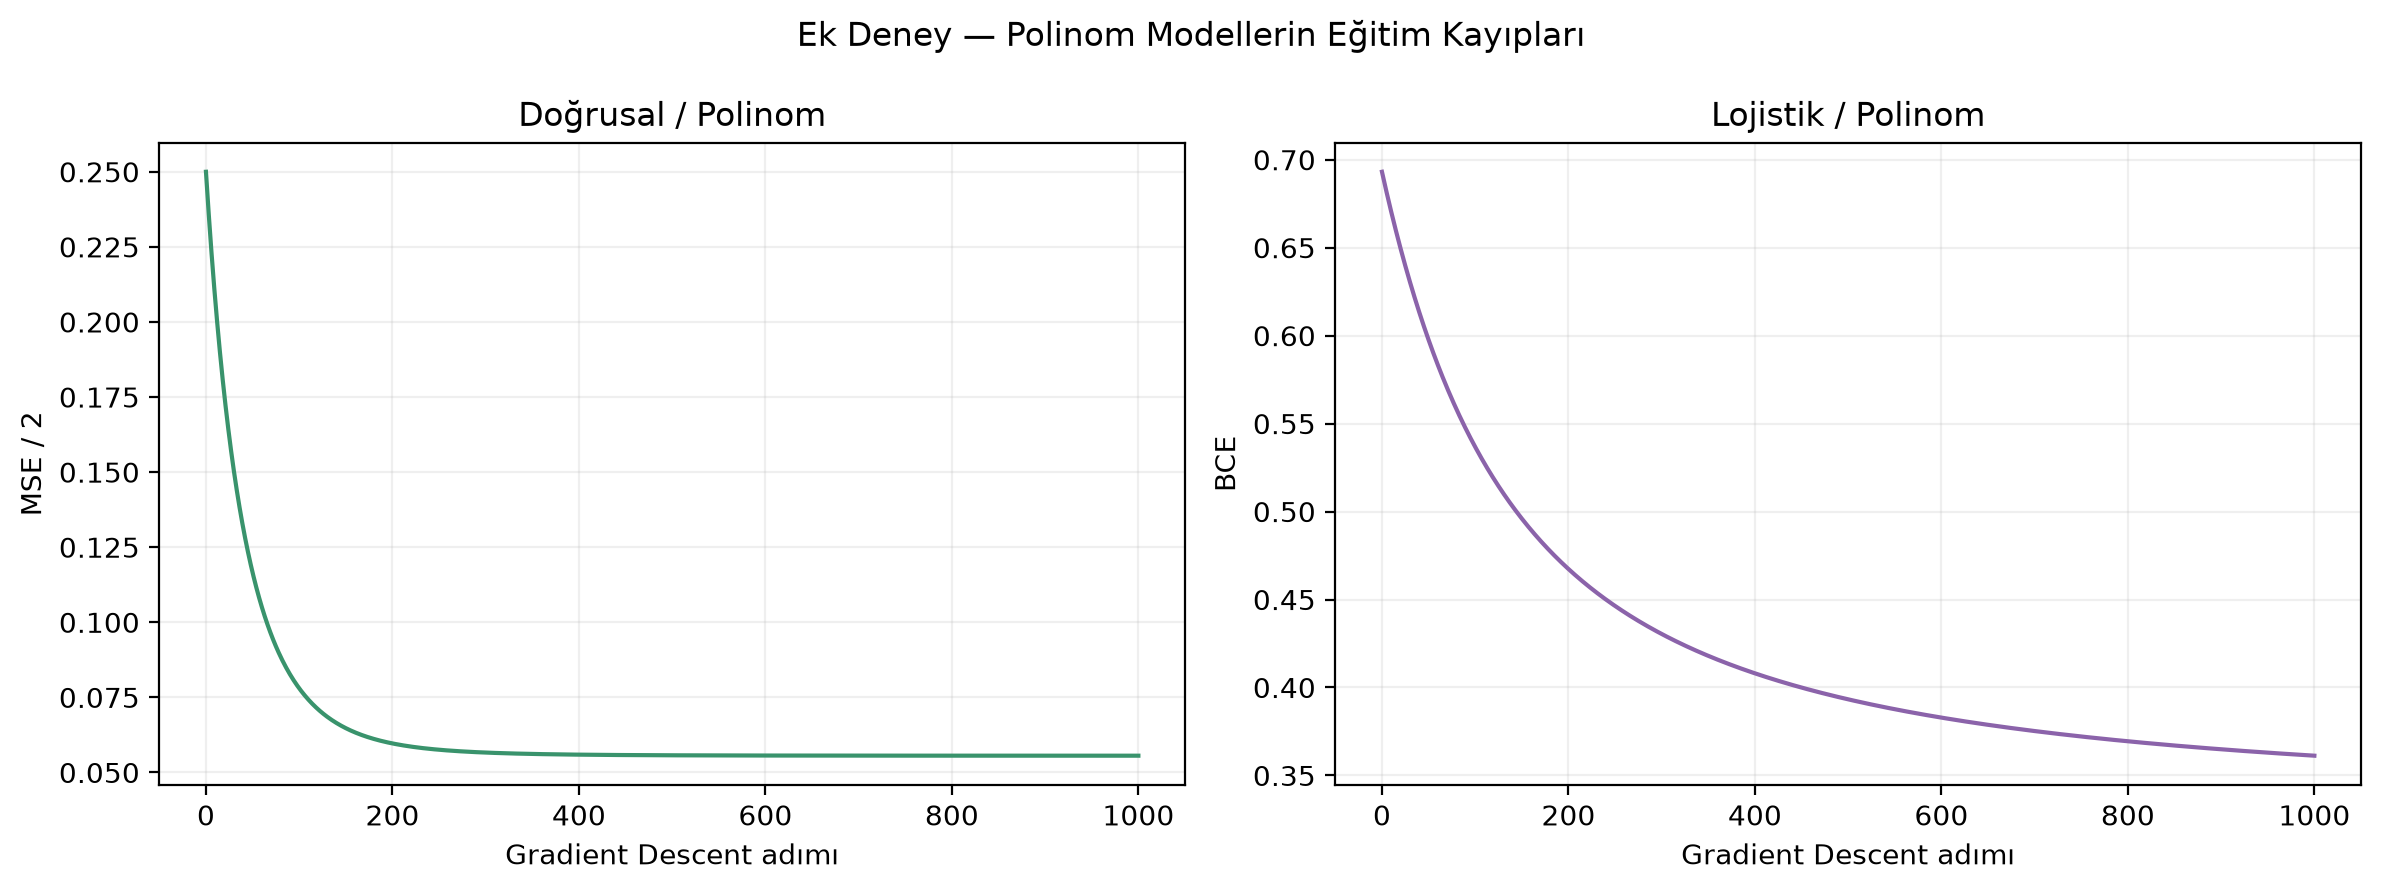 Ek Deney — Polinom Modellerin Eğitim Kayıpları
Doğrusal / Polinom
MSE / 2
0.250
0.225
0.200
0.175
0.150
0.125
0.100
0.075
0.050
0 200 400 600 800 1000
Gradient Descent adımı
Lojistik / Polinom
BCE
0.70
0.65
0.60
0.55
0.50
0.45
0.40
0.35
0 200 400 600 800 1000
Gradient Descent adımı